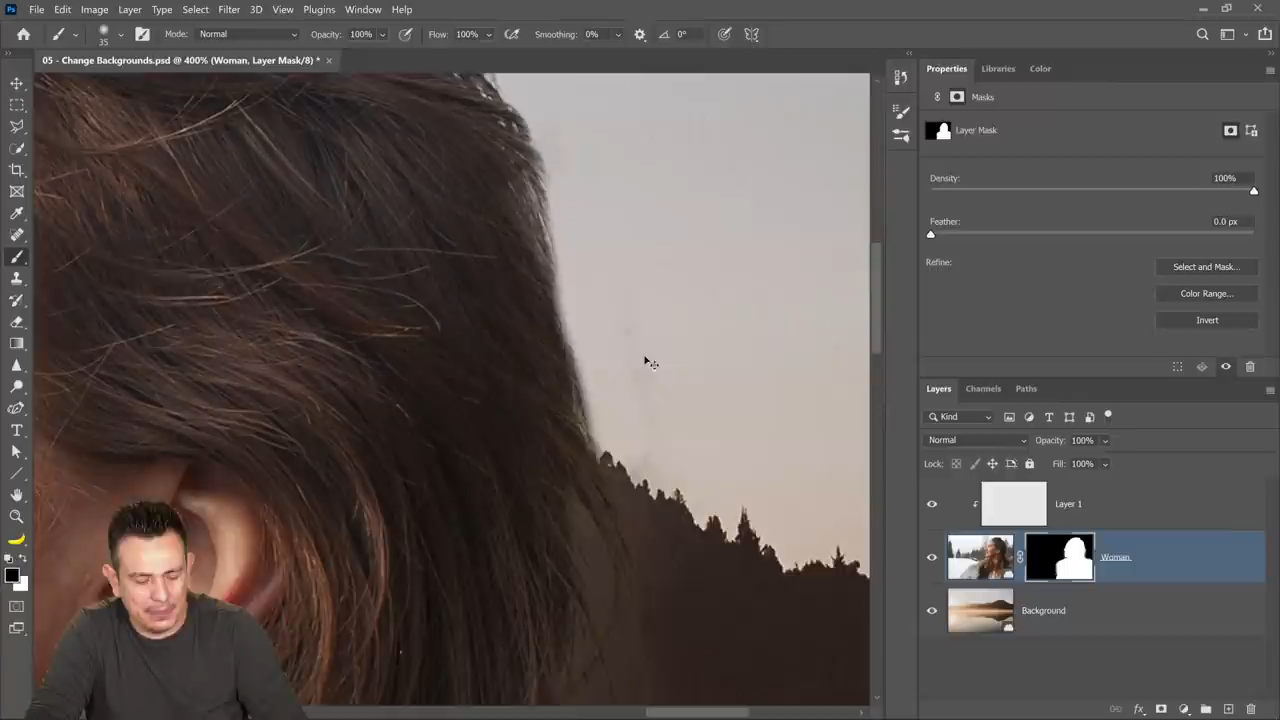 Ps File Edit Image Layer Type Select Filter 3D View Plugins Window Help
35 Mode: Normal Opacity: 100% Flow: 100% Smoothing: 0% 0°
05 - Change Backgrounds.psd @ 400% (Woman, Layer Mask/8) * ×
Properties Libraries Color
Masks
Layer Mask
Density: 100%
Feather: 0.0 px
Refine: Select and Mask...
Color Range...
Invert
Layers Channels Paths
Kind
Normal Opacity: 100%
Lock: Fill: 100%
Layer 1
Woman
Background
fx